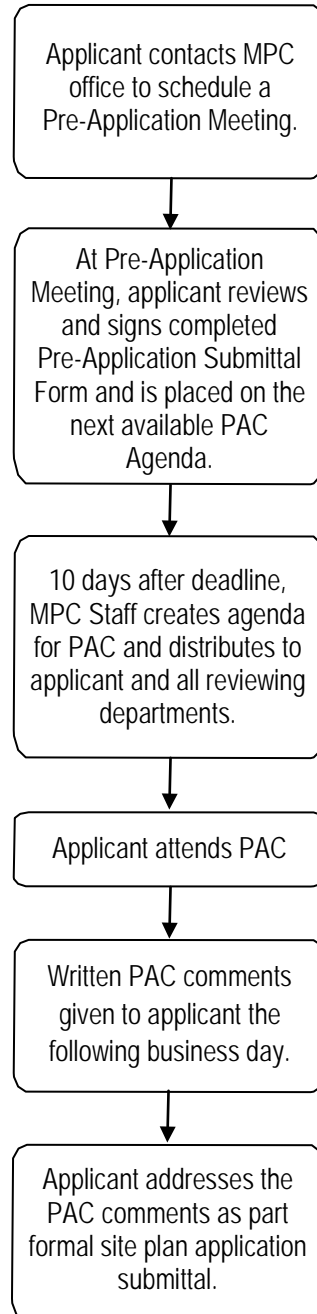 Applicant contacts MPC
office to schedule a
Pre-Application Meeting.
At Pre-Application
Meeting, applicant reviews
and signs completed
Pre-Application Submittal
Form and is placed on the
next available PAC
Agenda.
10 days after deadline,
MPC Staff creates agenda
for PAC and distributes to
applicant and all reviewing
departments.
Applicant attends PAC
Written PAC comments
given to applicant the
following business day.
Applicant addresses the
PAC comments as part
formal site plan application
submittal.